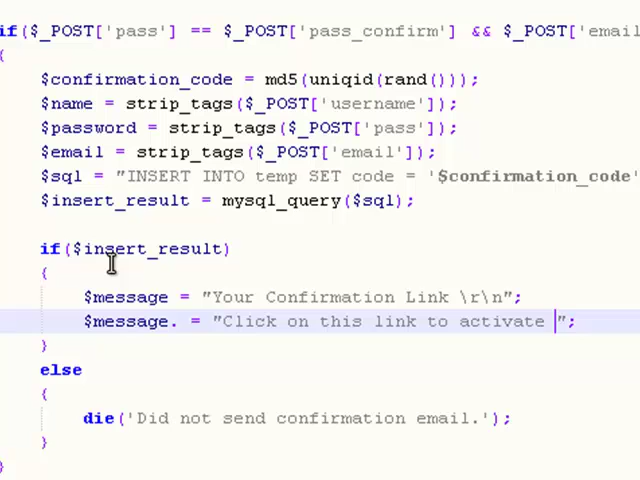 if($_POST['pass'] == $_POST['pass_confirm'] && $_POST['email
{
$confirmation_code = md5(uniqid(rand()));
$name = strip_tags($_POST['username']);
$password = strip_tags($_POST['pass']);
$email = strip_tags($_POST['email']);
$sql = "INSERT INTO temp SET code = '$confirmation_code'
$insert_result = mysql_query($sql);
if($insert_result)
{
$message = "Your Confirmation Link \r\n";
$message. = "Click on this link to activate ";
}
else
{
die('Did not send confirmation email.');
}
}